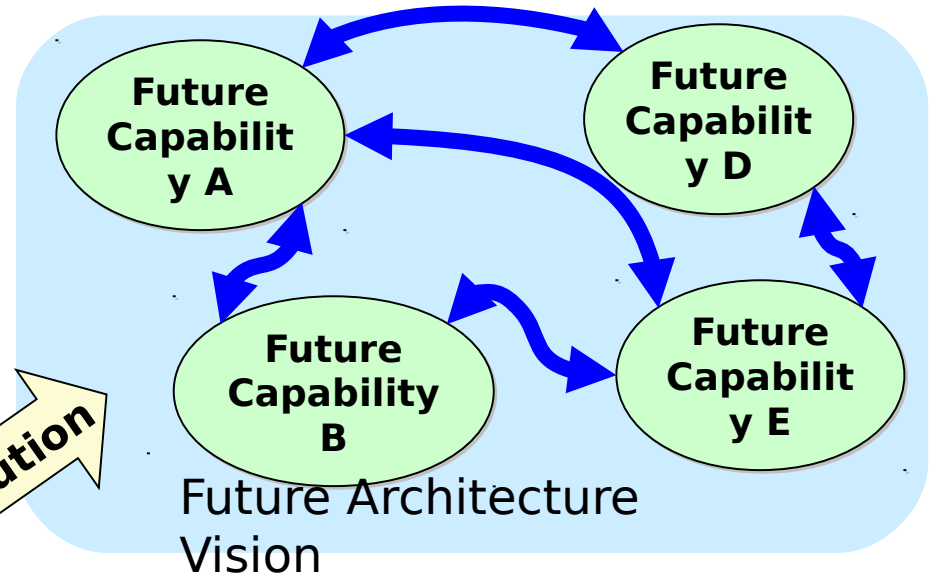 Future
Capabilit
y A
Future
Capabilit
y D
Future
Capability
B
Future
Capabilit
y E
ution
Future Architecture
Vision